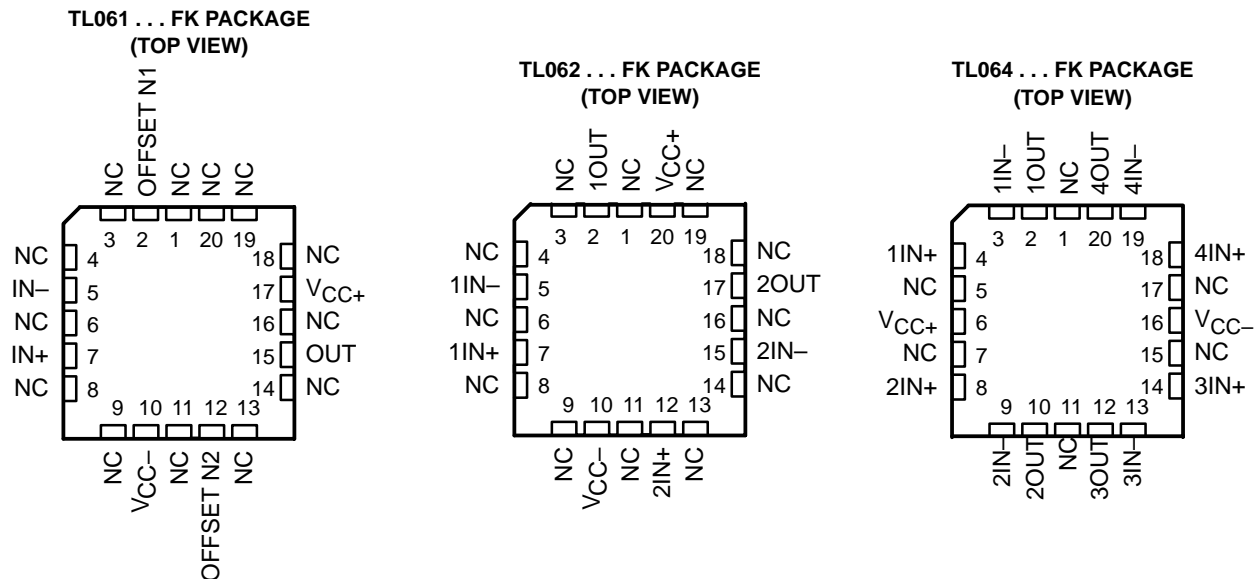 TL061 . . . FK PACKAGE
(TOP VIEW)
NC
OFFSET N1
NC
NC
NC
3
2
1
20
19
NC
4
18
NC
IN–
5
17
VCC+
NC
6
16
NC
IN+
7
15
OUT
NC
8
14
NC
9
10
11
12
13
NC
VCC–
NC
OFFSET N2
NC
TL062 . . . FK PACKAGE
(TOP VIEW)
NC
1OUT
NC
VCC+
NC
3
2
1
20
19
NC
4
18
NC
1IN–
5
17
2OUT
NC
6
16
NC
1IN+
7
15
2IN–
NC
8
14
NC
9
10
11
12
13
NC
VCC–
NC
2IN+
NC
TL064 . . . FK PACKAGE
(TOP VIEW)
1IN–
1OUT
NC
4OUT
4IN–
3
2
1
20
19
1IN+
4
18
4IN+
NC
5
17
NC
VCC+
6
16
VCC–
NC
7
15
NC
2IN+
8
14
3IN+
9
10
11
12
13
2IN–
2OUT
NC
3OUT
3IN–